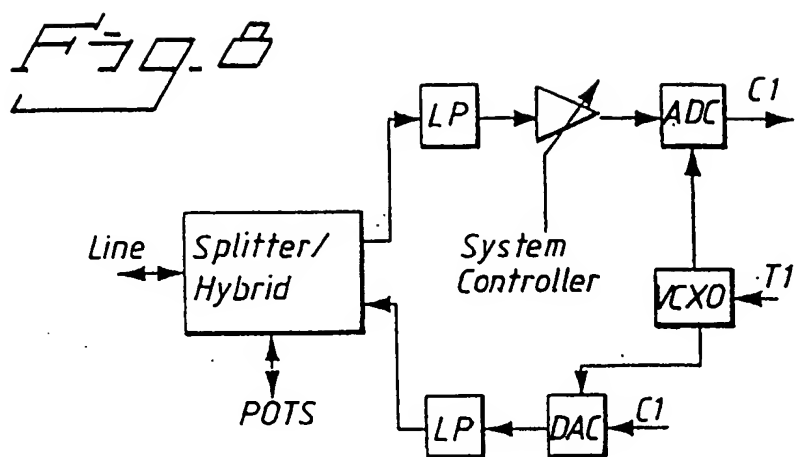 Fig. 8
LP
ADC
C1
Line
Splitter/
Hybrid
System
Controller
VCXO
T1
POTS
LP
DAC
C1